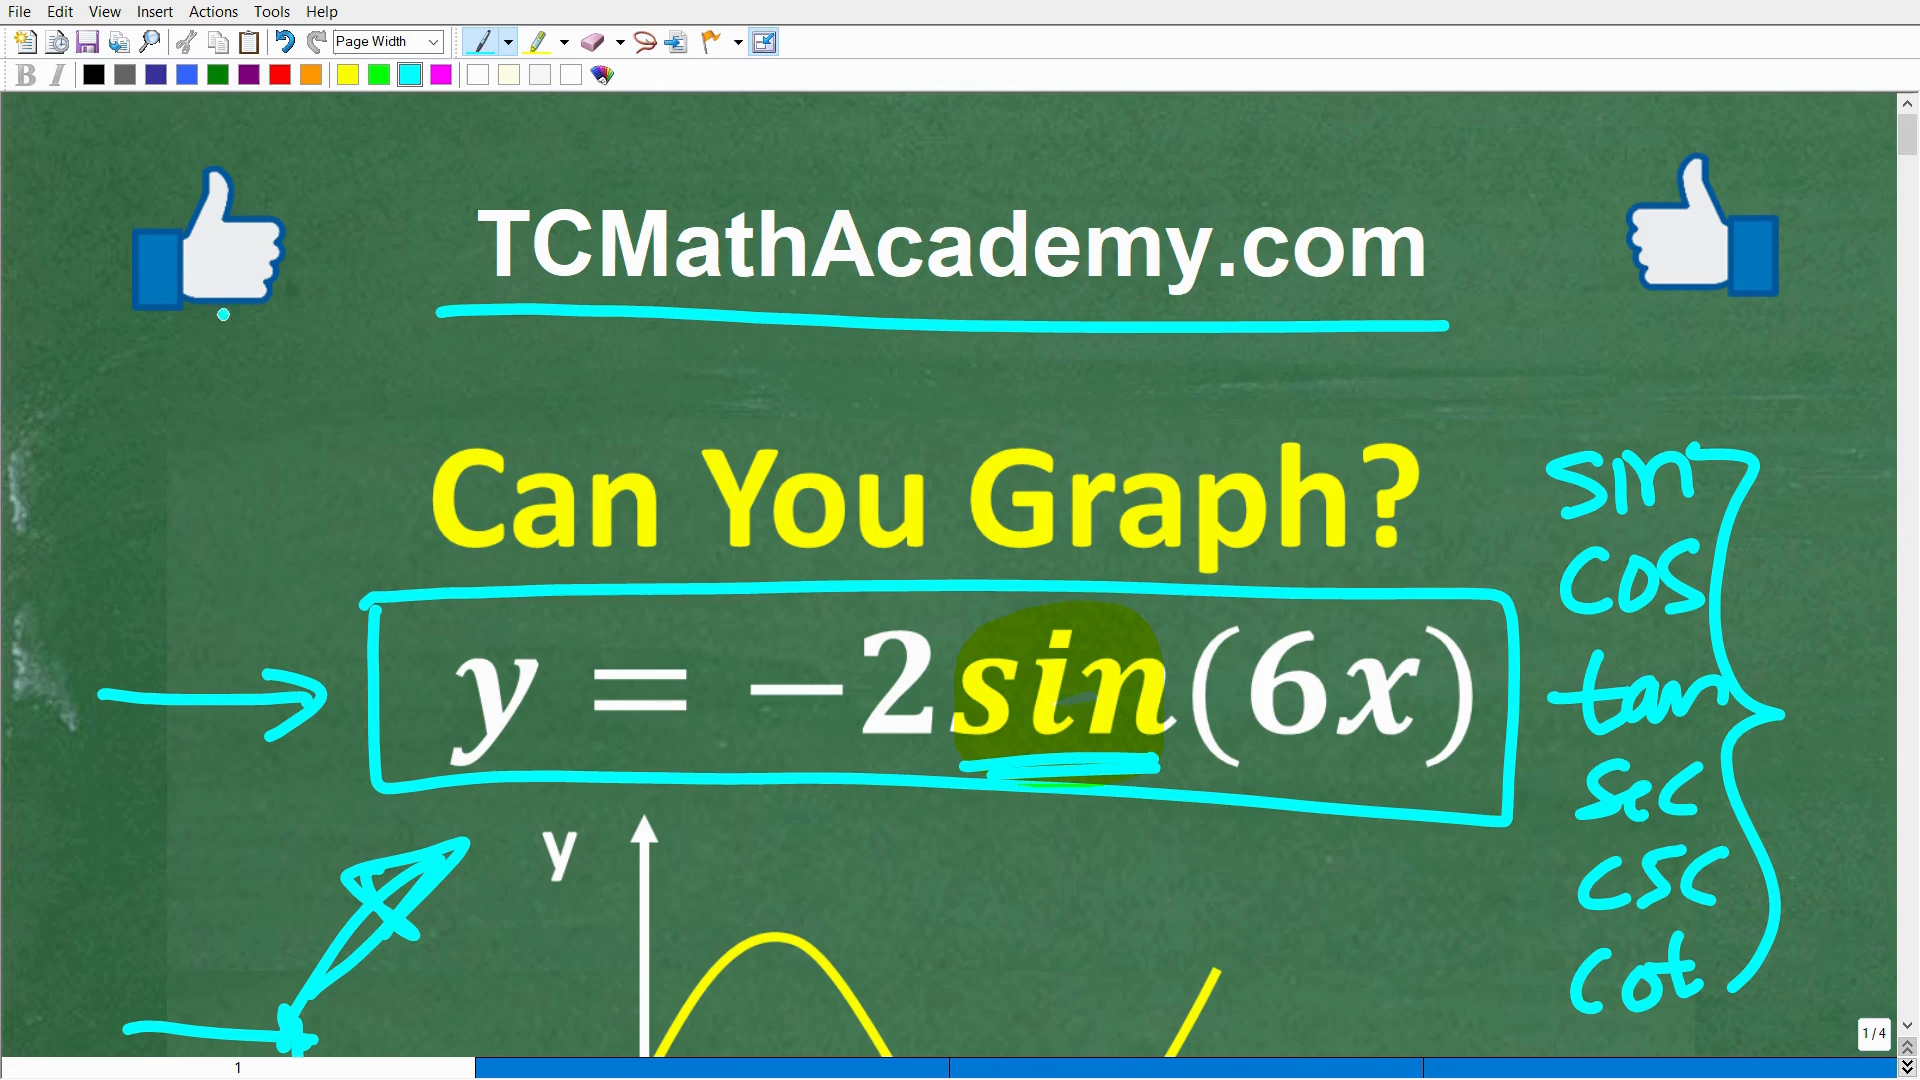 File Edit View Insert Actions Tools Help
Page Width
B I
TCMathAcademy.com
Can You Graph?
y = −2sin(6x)
sin
cos
tan
sec
csc
cot
y
1 / 4
1